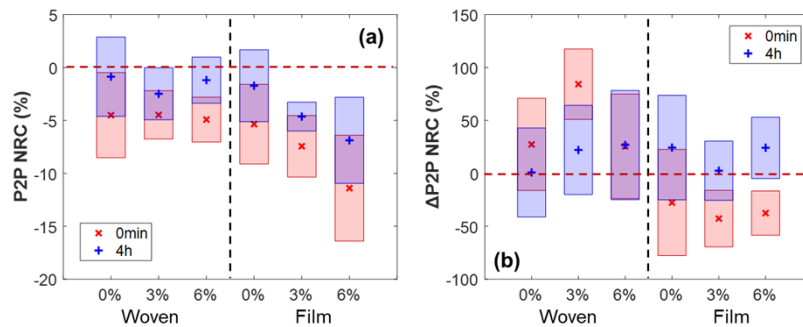 (a)
P2P NRC (%)
0
-5
-10
-15
-20
0min
4h
0% 3% 6% 0% 3% 6%
Woven Film
(b)
ΔP2P NRC (%)
150
100
50
0
-50
-100
0min
4h
0% 3% 6% 0% 3% 6%
Woven Film